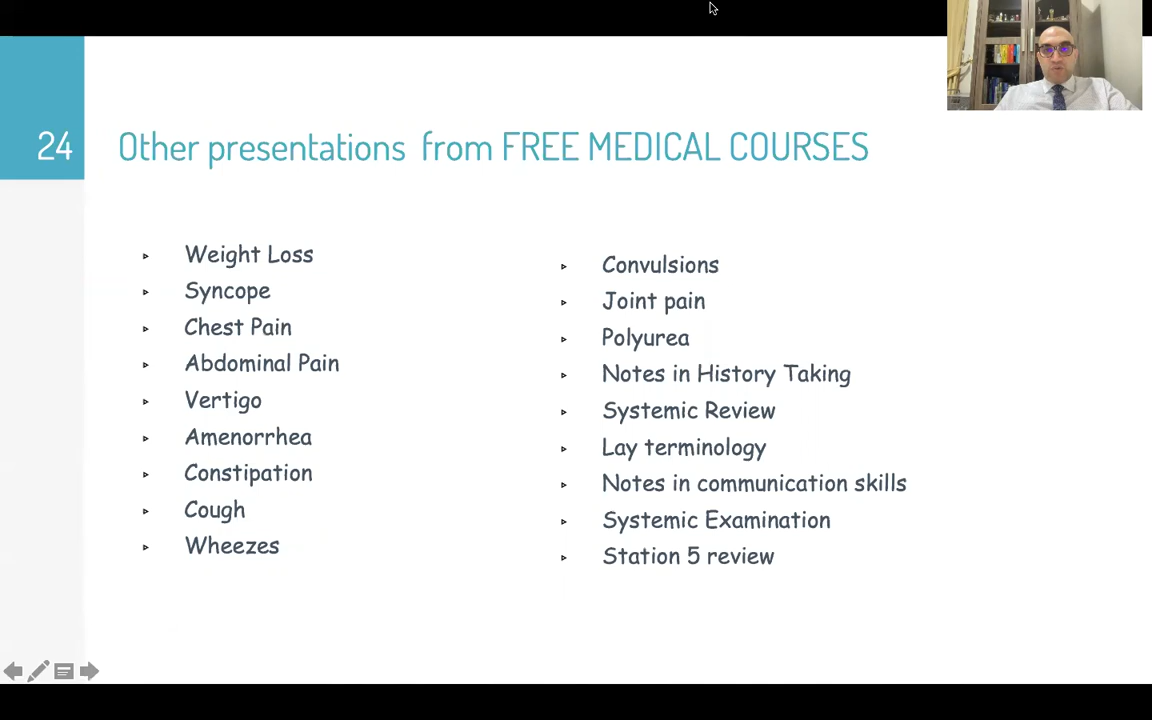 24
Other presentations from FREE MEDICAL COURSES
Weight Loss
Syncope
Chest Pain
Abdominal Pain
Vertigo
Amenorrhea
Constipation
Cough
Wheezes
Convulsions
Joint pain
Polyurea
Notes in History Taking
Systemic Review
Lay terminology
Notes in communication skills
Systemic Examination
Station 5 review